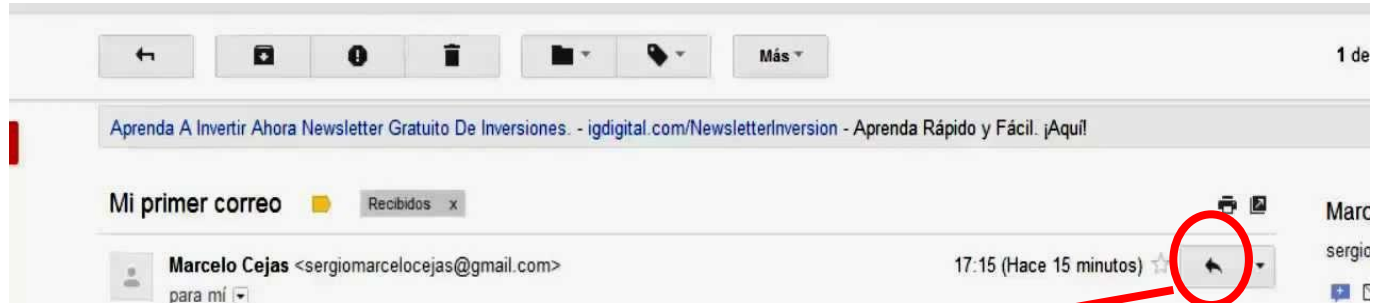 Más
1 de
Aprenda A Invertir Ahora Newsletter Gratuito De Inversiones. - igdigital.com/NewsletterInversion - Aprenda Rápido y Fácil. ¡Aquí!
Mi primer correo Recibidos x
Marc
Marcelo Cejas <sergiomarcelocejas@gmail.com> 17:15 (Hace 15 minutos)
sergio
para mí